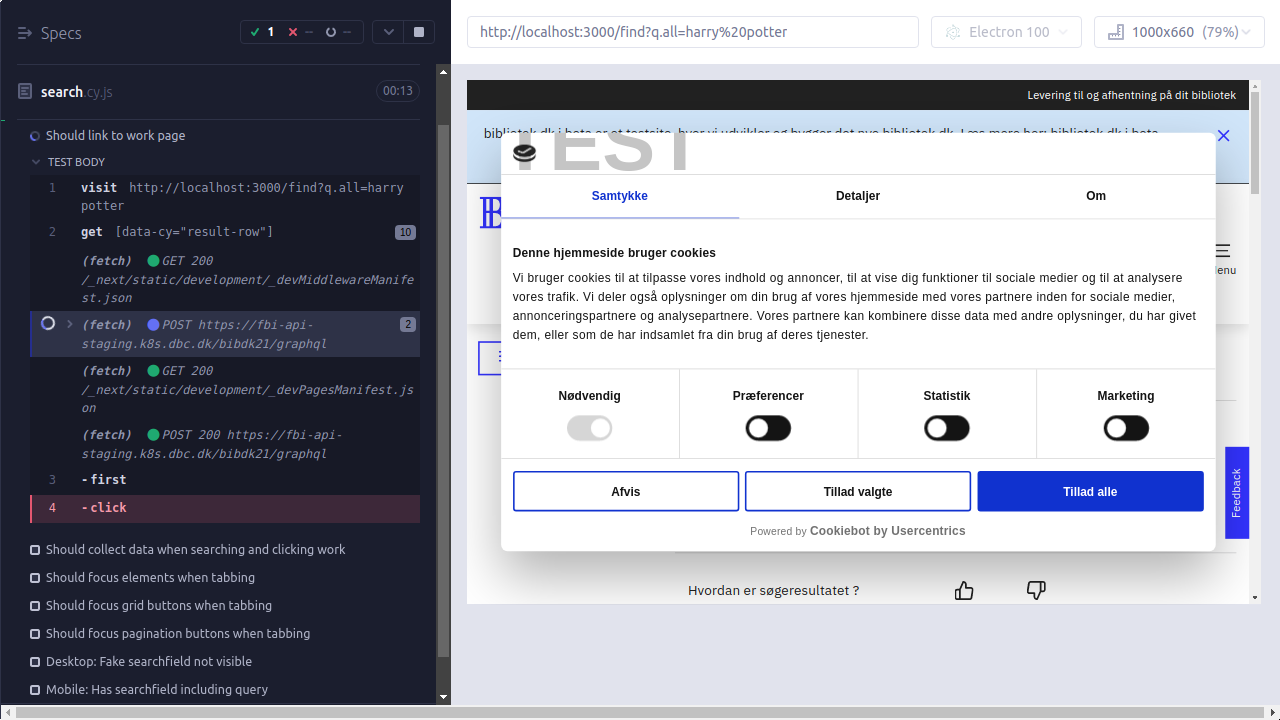 Specs
1
--
--
search.cy.js
00:13
Should link to work page
TEST BODY
1 visit http://localhost:3000/find?q.all=harry
potter
2 get [data-cy="result-row"] 10
(fetch) GET 200
/_next/static/development/_devMiddlewareManife
st.json
(fetch) POST https://fbi-api- 2
staging.k8s.dbc.dk/bibdk21/graphql
(fetch) GET 200
/_next/static/development/_devPagesManifest.js
on
(fetch) POST 200 https://fbi-api-
staging.k8s.dbc.dk/bibdk21/graphql
3 -first
4 -click
Should collect data when searching and clicking work
Should focus elements when tabbing
Should focus grid buttons when tabbing
Should focus pagination buttons when tabbing
Desktop: Fake searchfield not visible
Mobile: Has searchfield including query
http://localhost:3000/find?q.all=harry%20potter
Electron 100
1000x660 (79%)
Levering til og afhentning på dit bibliotek
bibliotek.dk i beta er et testsite, hvor vi udvikler og bygger det nye bibliotek.dk. Læs mere her: bibliotek.dk i beta
TEST
Samtykke
Detaljer
Om
Denne hjemmeside bruger cookies
Vi bruger cookies til at tilpasse vores indhold og annoncer, til at vise dig funktioner til sociale medier og til at analysere
vores trafik. Vi deler også oplysninger om din brug af vores hjemmeside med vores partnere inden for sociale medier,
annonceringspartnere og analysepartnere. Vores partnere kan kombinere disse data med andre oplysninger, du har givet
dem, eller som de har indsamlet fra din brug af deres tjenester.
Nødvendig
Præferencer
Statistik
Marketing
Afvis
Tillad valgte
Tillad alle
Powered by Cookiebot by Usercentrics
enu
Feedback
Hvordan er søgeresultatet ?